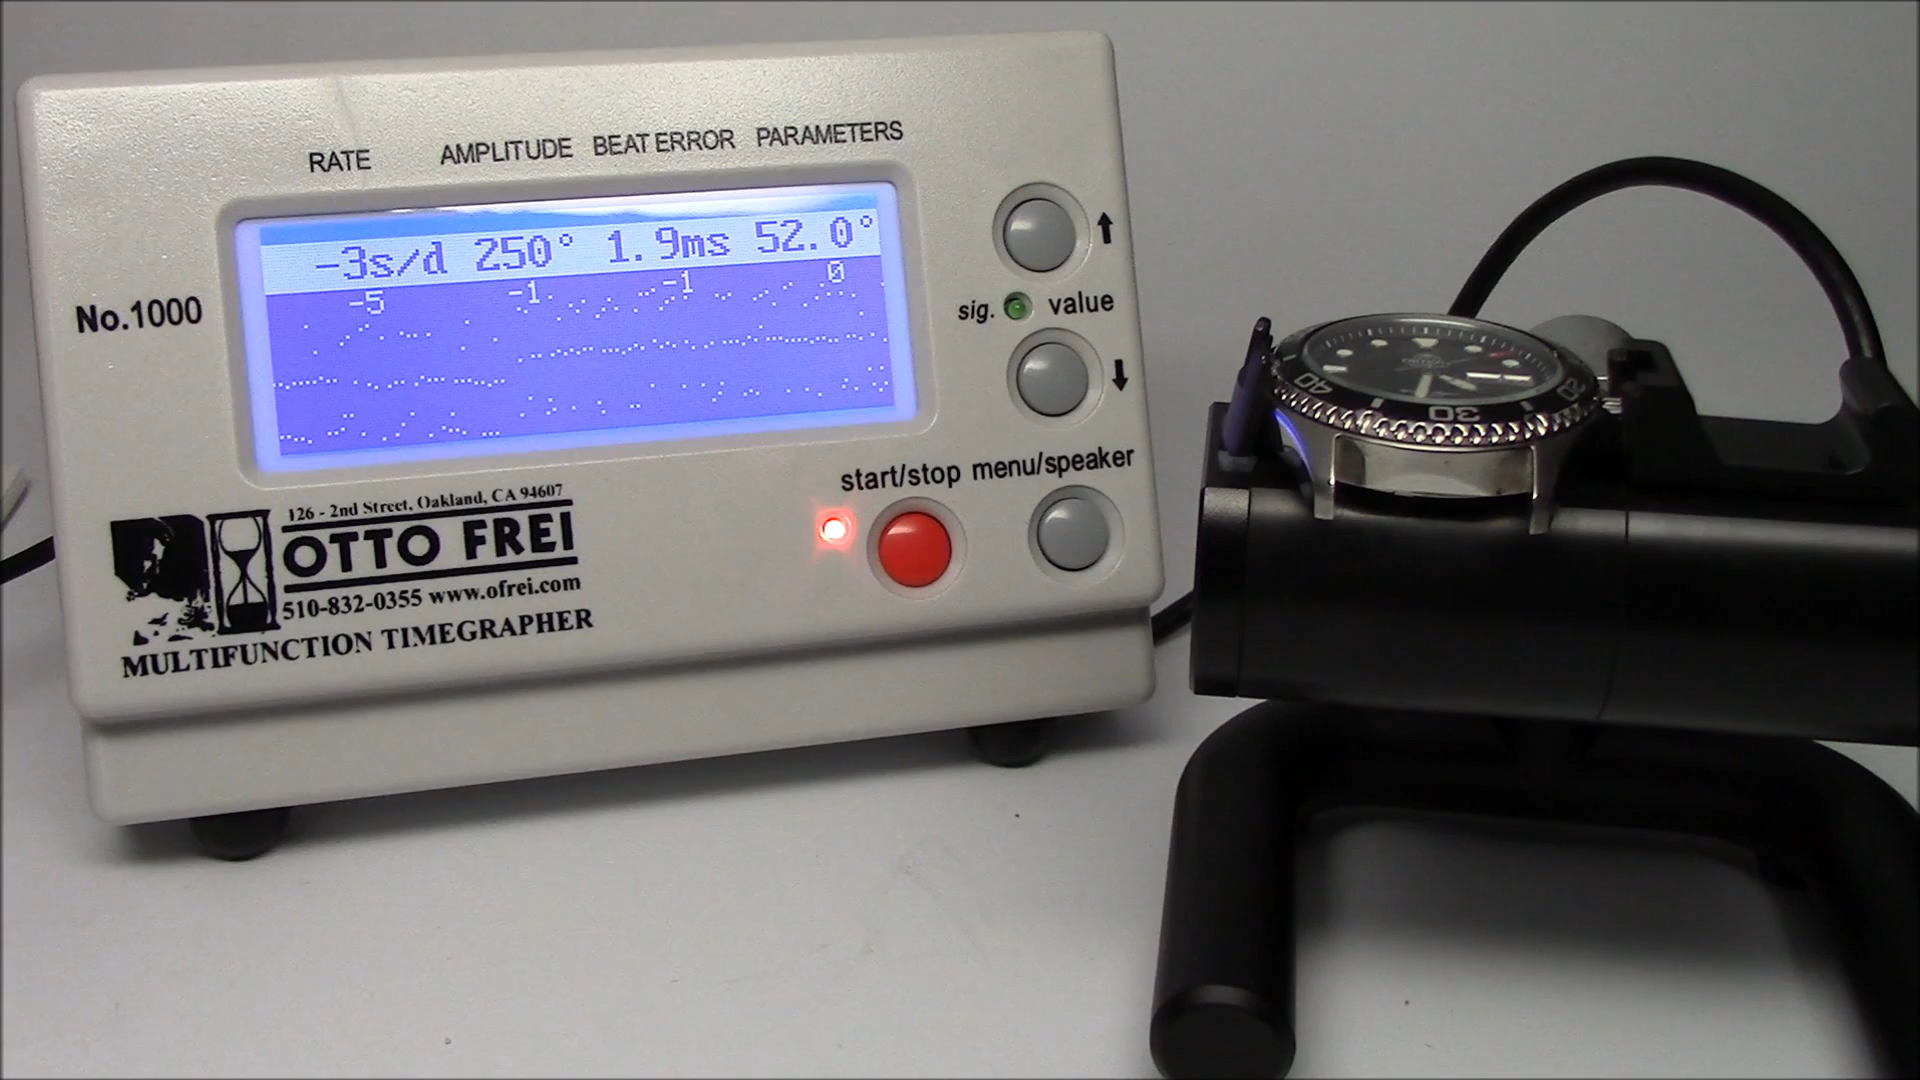 RATE AMPLITUDE BEAT ERROR PARAMETERS
-3s/d 250° 1.9ms 52.0°
-5 -1 -1 0
No.1000
sig. value
start/stop menu/speaker
126 - 2nd Street, Oakland, CA 94607
OTTO FREI
510-832-0355 www.ofrei.com
MULTIFUNCTION TIMEGRAPHER
40 30 20